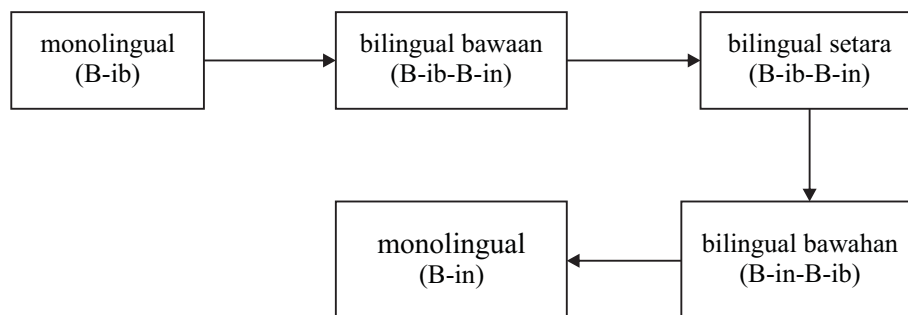 monolingual
(B-ib)
bilingual bawaan
(B-ib-B-in)
bilingual setara
(B-ib-B-in)
bilingual bawahan
(B-in-B-ib)
monolingual
(B-in)